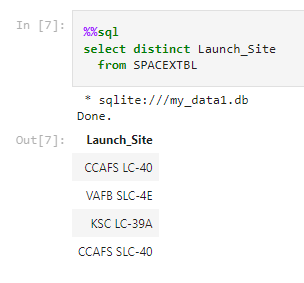 In [7]:
%%sql
select distinct Launch_Site
from SPACEXTBL
* sqlite:///my_data1.db
Done.
Out[7]:
Launch_Site
CCAFS LC-40
VAFB SLC-4E
KSC LC-39A
CCAFS SLC-40